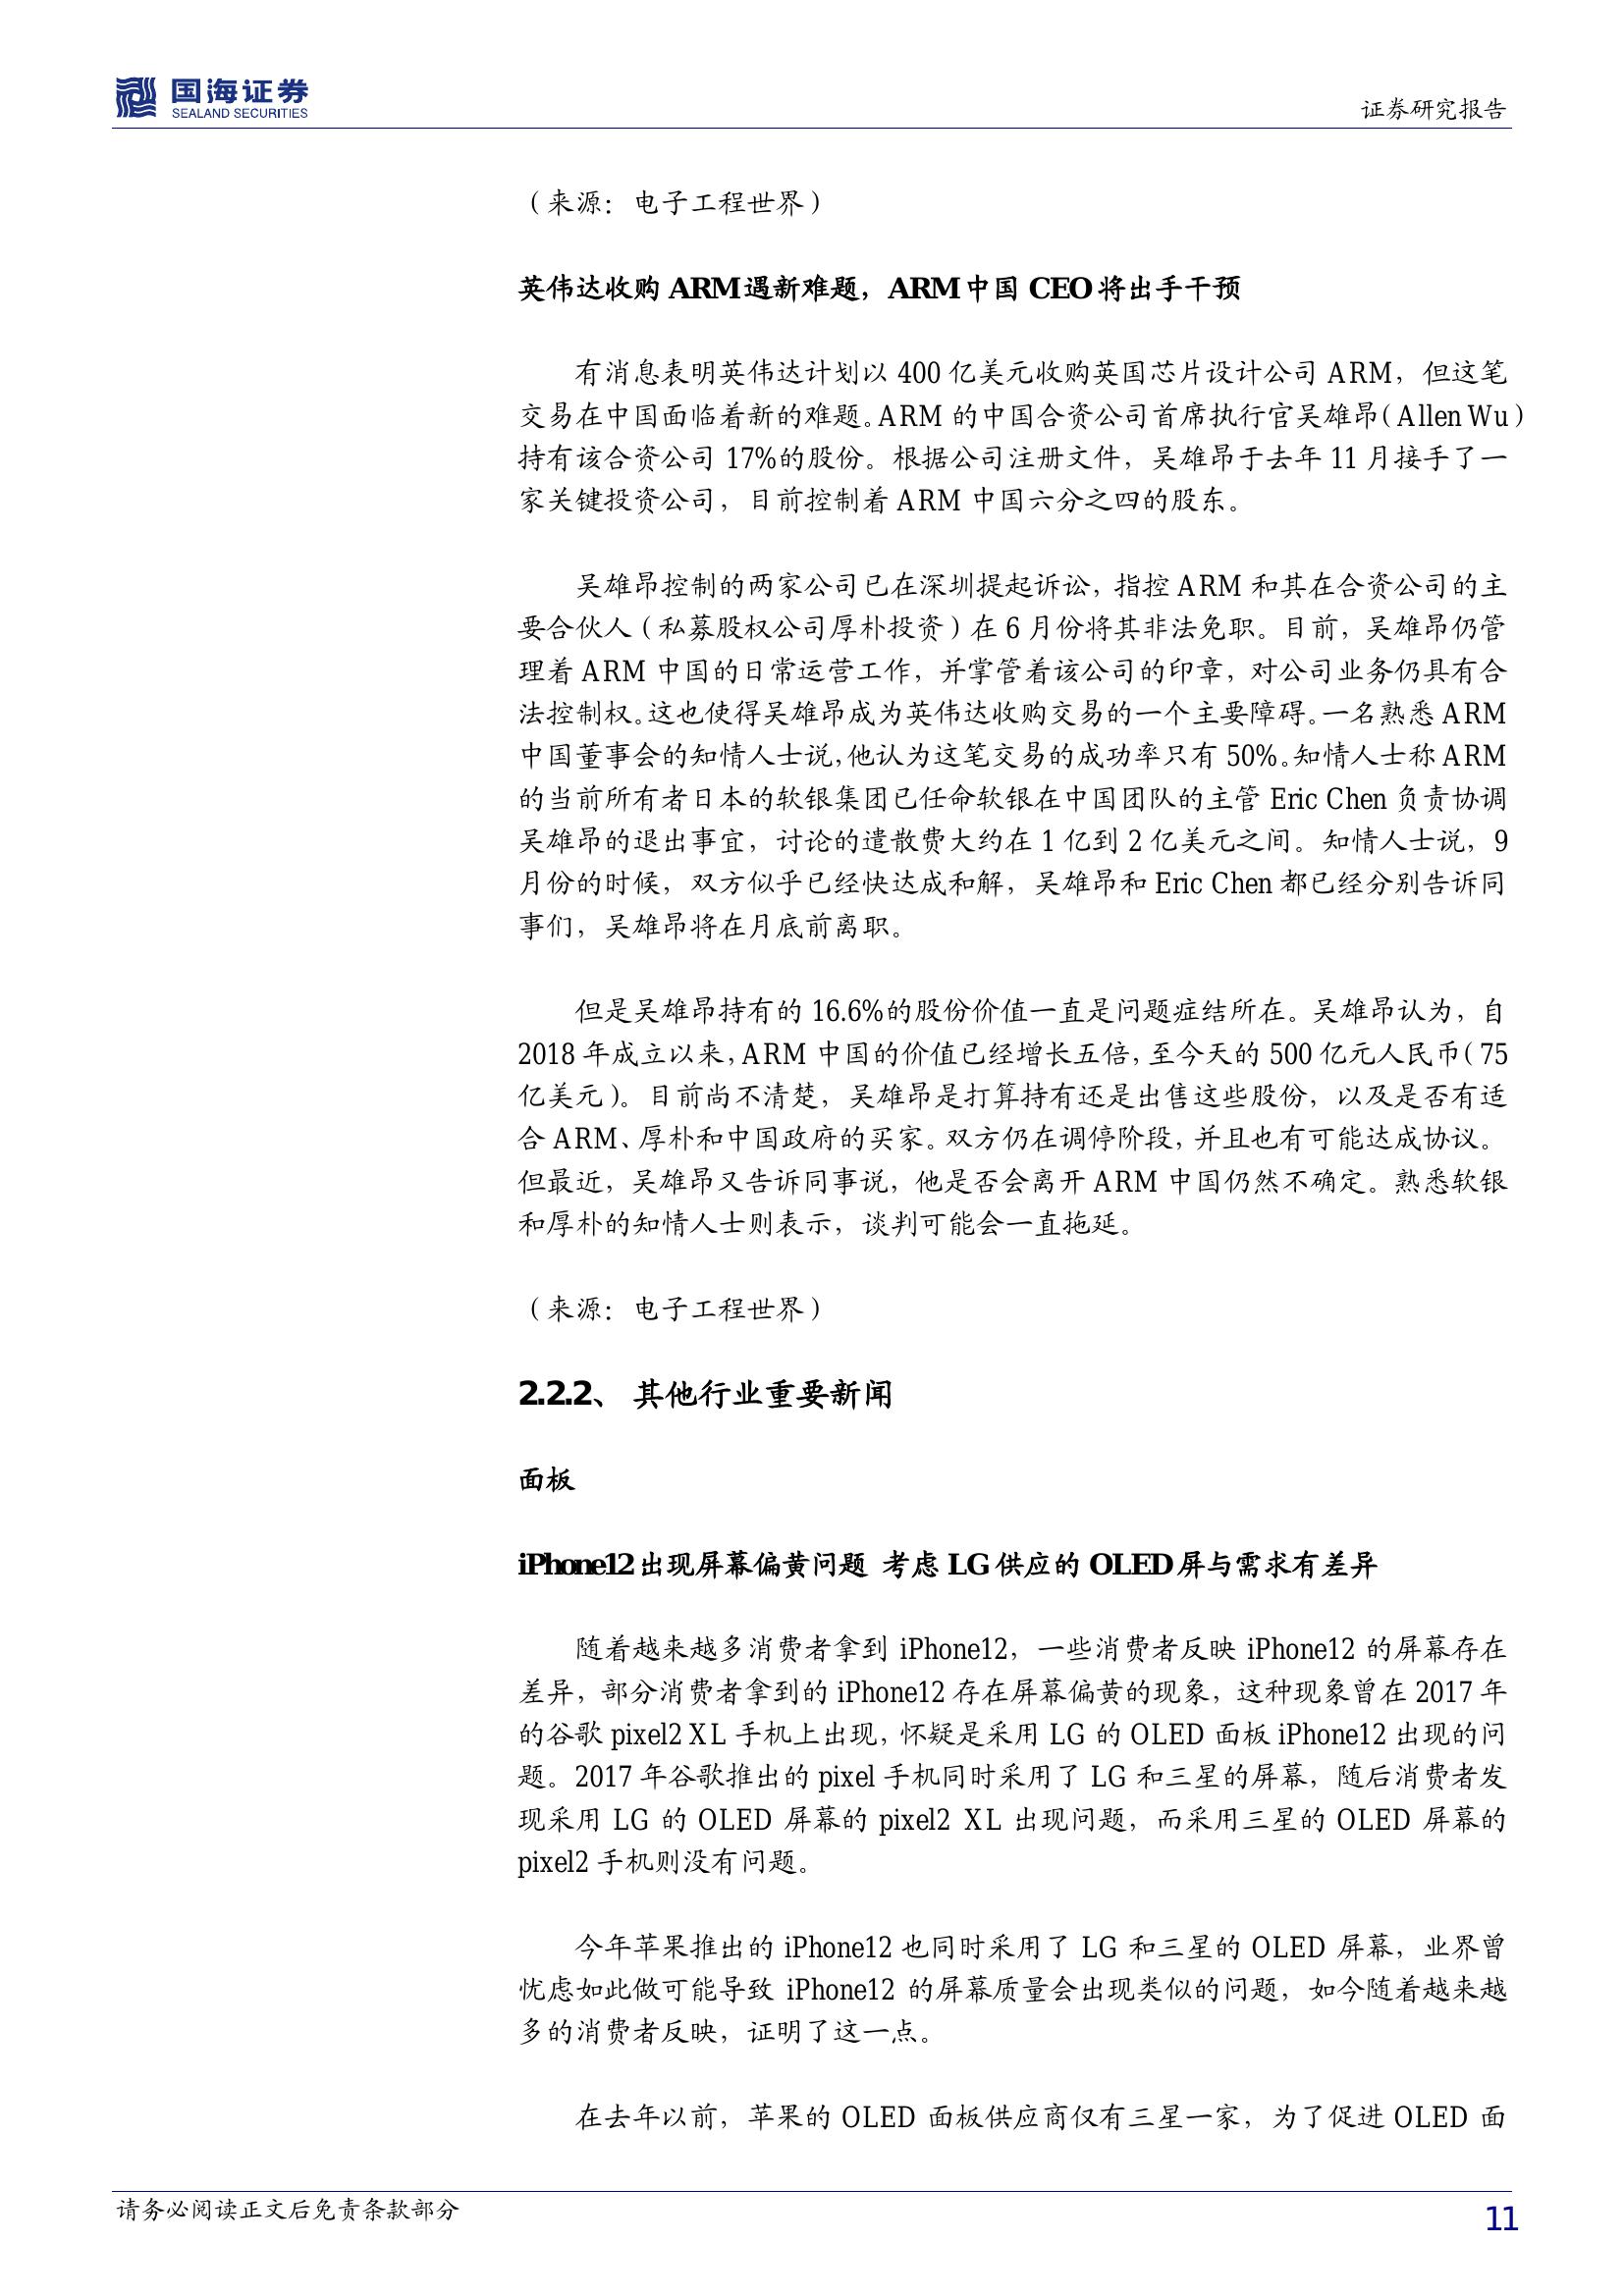 国海证券
SEALAND SECURITIES
证券研究报告
（来源：电子工程世界）
英伟达收购 ARM 遇新难题，ARM 中国 CEO 将出手干预
有消息表明英伟达计划以 400 亿美元收购英国芯片设计公司 ARM，但这笔
交易在中国面临着新的难题。ARM 的中国合资公司首席执行官吴雄昂（Allen Wu）
持有该合资公司 17%的股份。根据公司注册文件，吴雄昂于去年 11 月接手了一
家关键投资公司，目前控制着 ARM 中国六分之四的股东。
吴雄昂控制的两家公司已在深圳提起诉讼，指控 ARM 和其在合资公司的主
要合伙人（私募股权公司厚朴投资）在 6 月份将其非法免职。目前，吴雄昂仍管
理着 ARM 中国的日常运营工作，并掌管着该公司的印章，对公司业务仍具有合
法控制权。这也使得吴雄昂成为英伟达收购交易的一个主要障碍。一名熟悉 ARM
中国董事会的知情人士说，他认为这笔交易的成功率只有 50%。知情人士称 ARM
的当前所有者日本的软银集团已任命软银在中国团队的主管 Eric Chen 负责协调
吴雄昂的退出事宜，讨论的遣散费大约在 1 亿到 2 亿美元之间。知情人士说，9
月份的时候，双方似乎已经快达成和解，吴雄昂和 Eric Chen 都已经分别告诉同
事们，吴雄昂将在月底前离职。
但是吴雄昂持有的 16.6%的股份价值一直是问题症结所在。吴雄昂认为，自
2018 年成立以来，ARM 中国的价值已经增长五倍，至今天的 500 亿元人民币（75
亿美元）。目前尚不清楚，吴雄昂是打算持有还是出售这些股份，以及是否有适
合 ARM、厚朴和中国政府的买家。双方仍在调停阶段，并且也有可能达成协议。
但最近，吴雄昂又告诉同事说，他是否会离开 ARM 中国仍然不确定。熟悉软银
和厚朴的知情人士则表示，谈判可能会一直拖延。
（来源：电子工程世界）
2.2.2、 其他行业重要新闻
面板
iPhone12 出现屏幕偏黄问题 考虑 LG 供应的 OLED 屏与需求有差异
随着越来越多消费者拿到 iPhone12，一些消费者反映 iPhone12 的屏幕存在
差异，部分消费者拿到的 iPhone12 存在屏幕偏黄的现象，这种现象曾在 2017 年
的谷歌 pixel2 XL 手机上出现，怀疑是采用 LG 的 OLED 面板 iPhone12 出现的问
题。2017 年谷歌推出的 pixel 手机同时采用了 LG 和三星的屏幕，随后消费者发
现采用 LG 的 OLED 屏幕的 pixel2 XL 出现问题，而采用三星的 OLED 屏幕的
pixel2 手机则没有问题。
今年苹果推出的 iPhone12 也同时采用了 LG 和三星的 OLED 屏幕，业界曾
忧虑如此做可能导致 iPhone12 的屏幕质量会出现类似的问题，如今随着越来越
多的消费者反映，证明了这一点。
在去年以前，苹果的 OLED 面板供应商仅有三星一家，为了促进 OLED 面
请务必阅读正文后免责条款部分
11